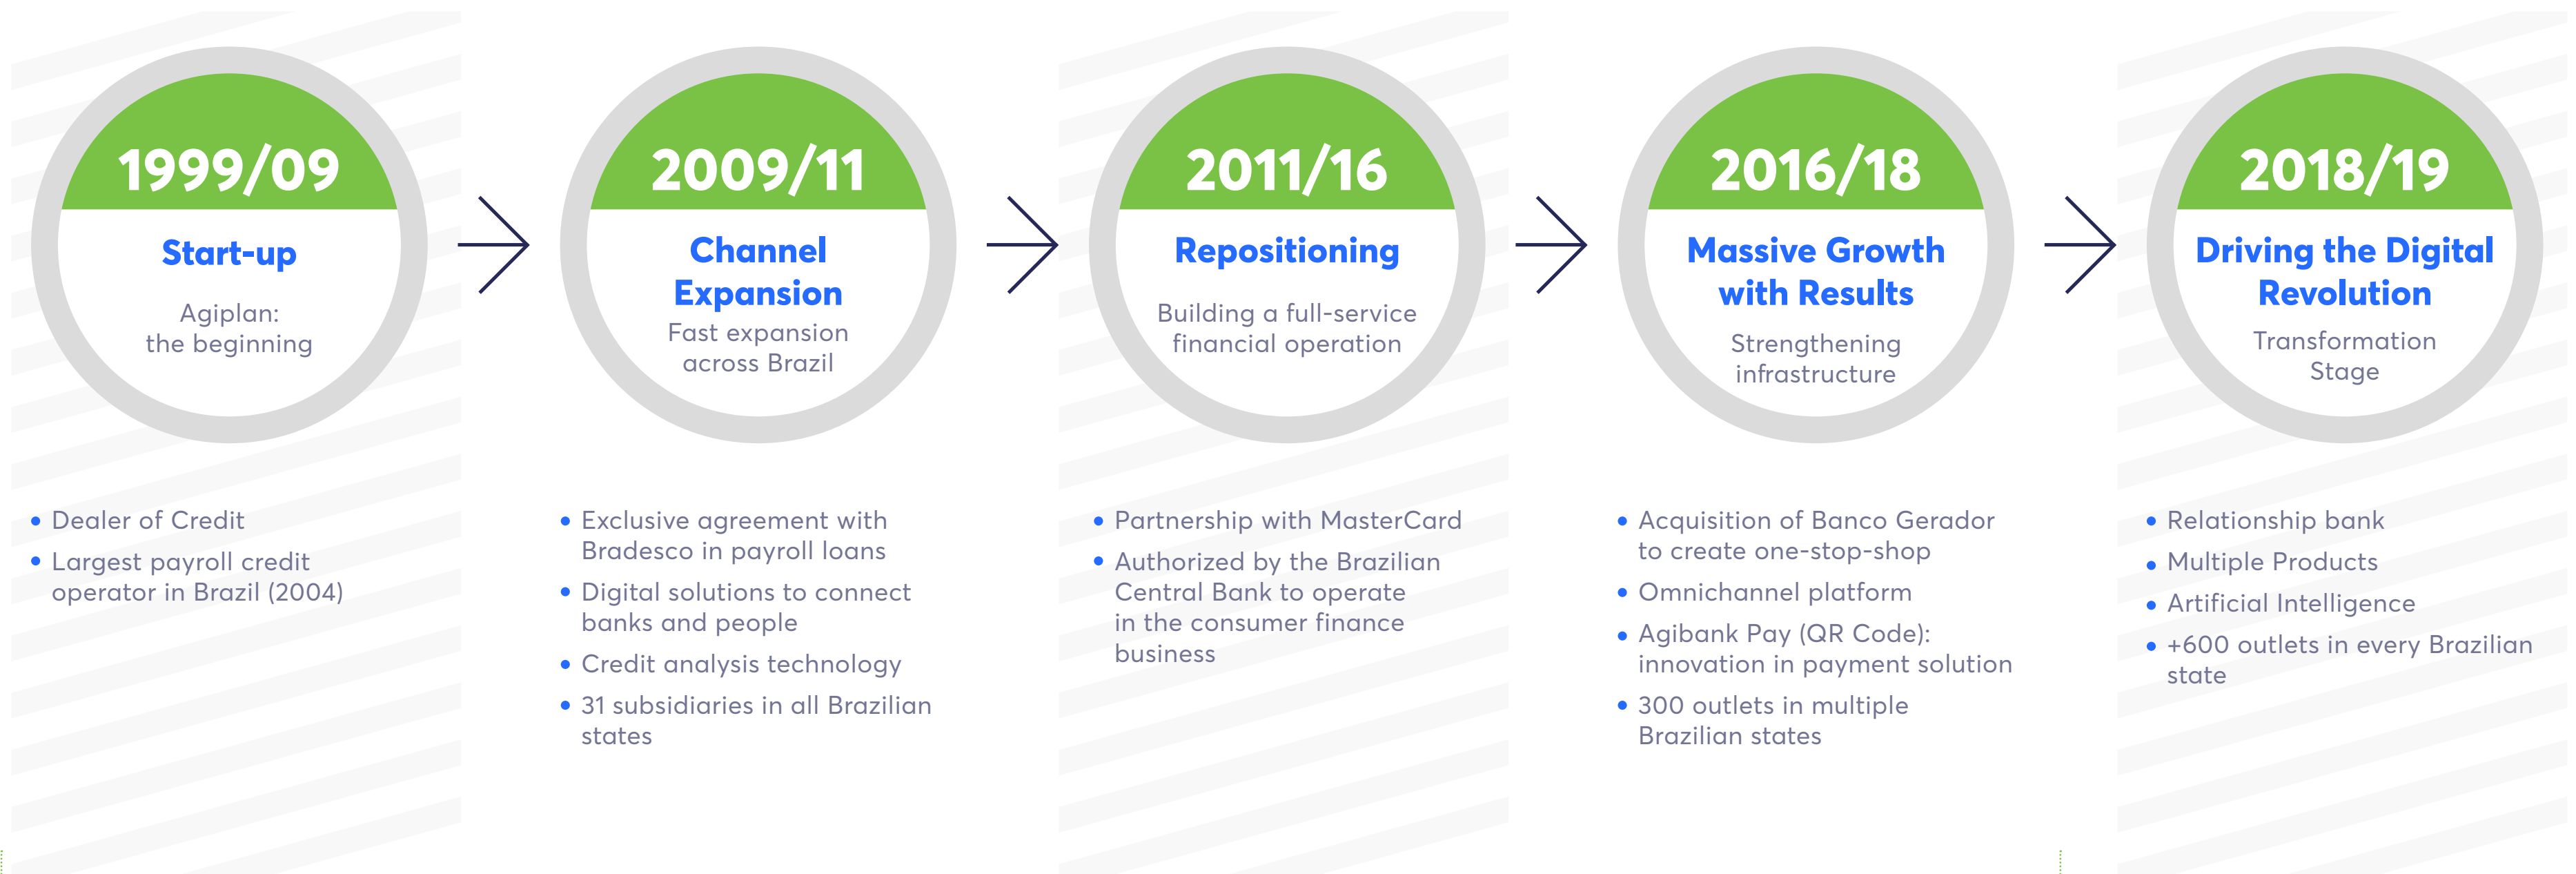 1999/09
Start-up
Agiplan:
the beginning
Dealer of Credit
Largest payroll credit
operator in Brazil (2004)
2009/11
Channel
Expansion
Fast expansion
across Brazil
Exclusive agreement with
Bradesco in payroll loans
Digital solutions to connect
banks and people
Credit analysis technology
31 subsidiaries in all Brazilian
states
2011/16
Repositioning
Building a full-service
financial operation
Partnership with MasterCard
Authorized by the Brazilian
Central Bank to operate
in the consumer finance
business
2016/18
Massive Growth
with Results
Strengthening
infrastructure
Acquisition of Banco Gerador
to create one-stop-shop
Omnichannel platform
Agibank Pay (QR Code):
innovation in payment solution
300 outlets in multiple
Brazilian states
2018/19
Driving the Digital
Revolution
Transformation
Stage
Relationship bank
Multiple Products
Artificial Intelligence
+600 outlets in every Brazilian
state